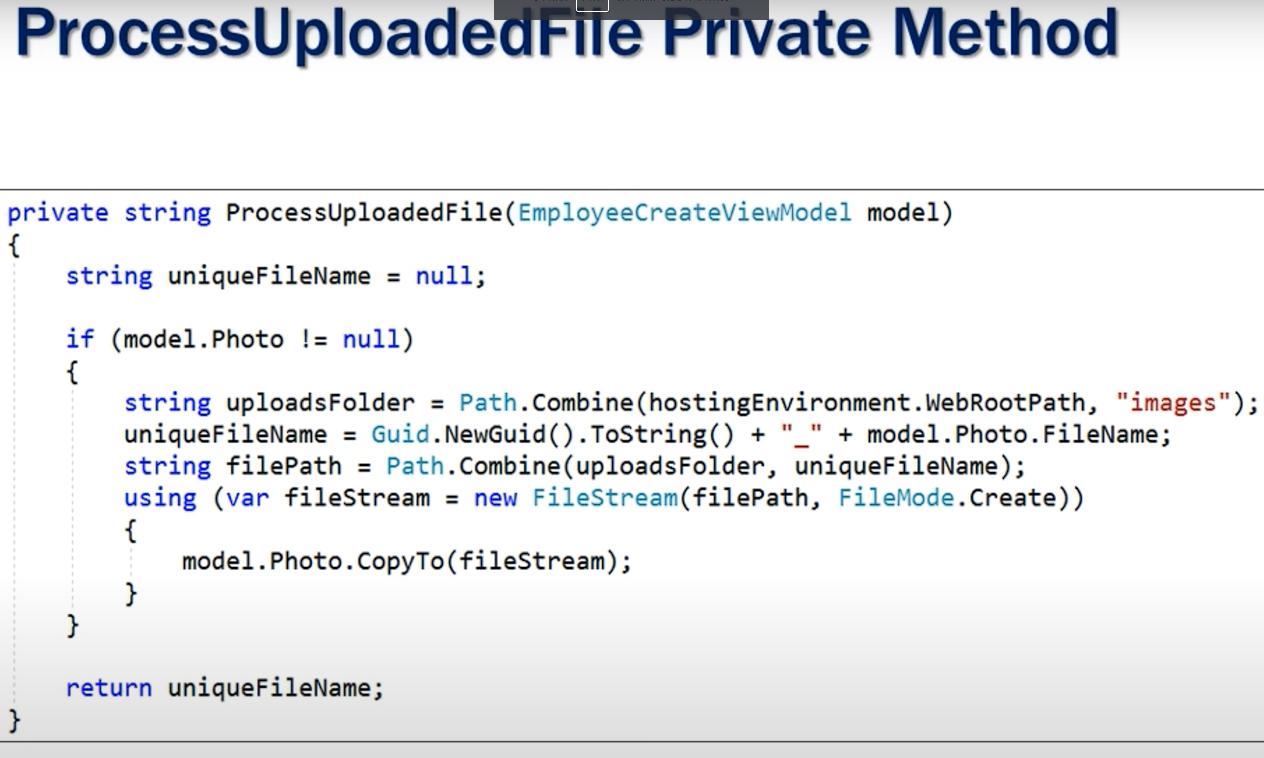 ProcessUploadedFile Private Method
private string ProcessUploadedFile(EmployeeCreateViewModel model)
{
    string uniqueFileName = null;
    if (model.Photo != null)
    {
        string uploadsFolder = Path.Combine(hostingEnvironment.WebRootPath, "images");
        uniqueFileName = Guid.NewGuid().ToString() + "_" + model.Photo.FileName;
        string filePath = Path.Combine(uploadsFolder, uniqueFileName);
        using (var fileStream = new FileStream(filePath, FileMode.Create))
        {
            model.Photo.CopyTo(fileStream);
        }
    }
    return uniqueFileName;
}